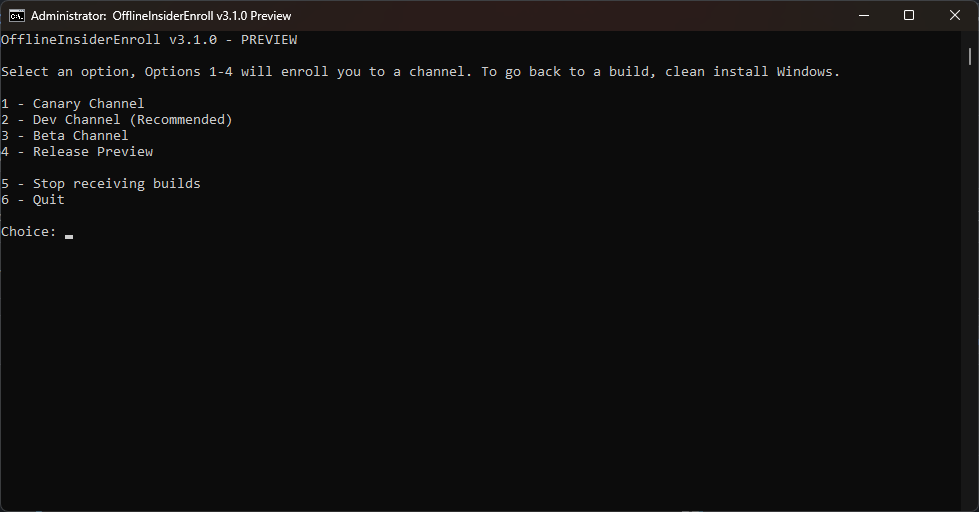 Administrator: OfflineInsiderEnroll v3.1.0 Preview
OfflineInsiderEnroll v3.1.0 - PREVIEW
Select an option, Options 1-4 will enroll you to a channel. To go back to a build, clean install Windows.
1 - Canary Channel
2 - Dev Channel (Recommended)
3 - Beta Channel
4 - Release Preview
5 - Stop receiving builds
6 - Quit
Choice: